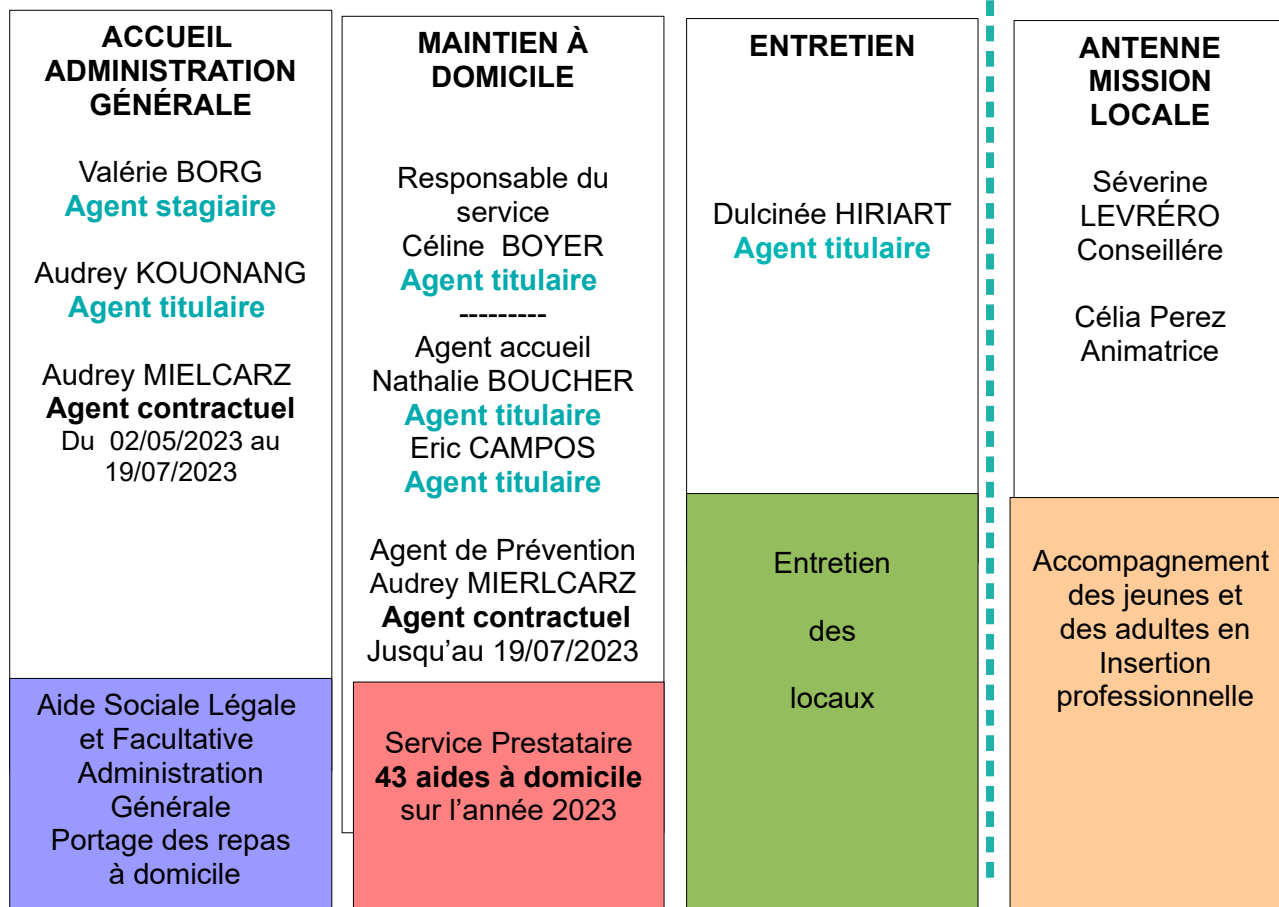 ACCUEIL
ADMINISTRATION
GÉNÉRALE
Valérie BORG
Agent stagiaire
Audrey KOUONANG
Agent titulaire
Audrey MIELCARZ
Agent contractuel
Du 02/05/2023 au
19/07/2023
Aide Sociale Légale
et Facultative
Administration
Générale
Portage des repas
à domicile
MAINTIEN À
DOMICILE
Responsable du
service
Céline BOYER
Agent titulaire
---------
Agent accueil
Nathalie BOUCHER
Agent titulaire
Eric CAMPOS
Agent titulaire
Agent de Prévention
Audrey MIERLCARZ
Agent contractuel
Jusqu'au 19/07/2023
Service Prestataire
43 aides à domicile
sur l'année 2023
ENTRETIEN
Dulcinée HIRIART
Agent titulaire
Entretien
des
locaux
ANTENNE
MISSION
LOCALE
Séverine
LEVRÉRO
Conseillére
Célia Perez
Animatrice
Accompagnement
des jeunes et
des adultes en
Insertion
professionnelle